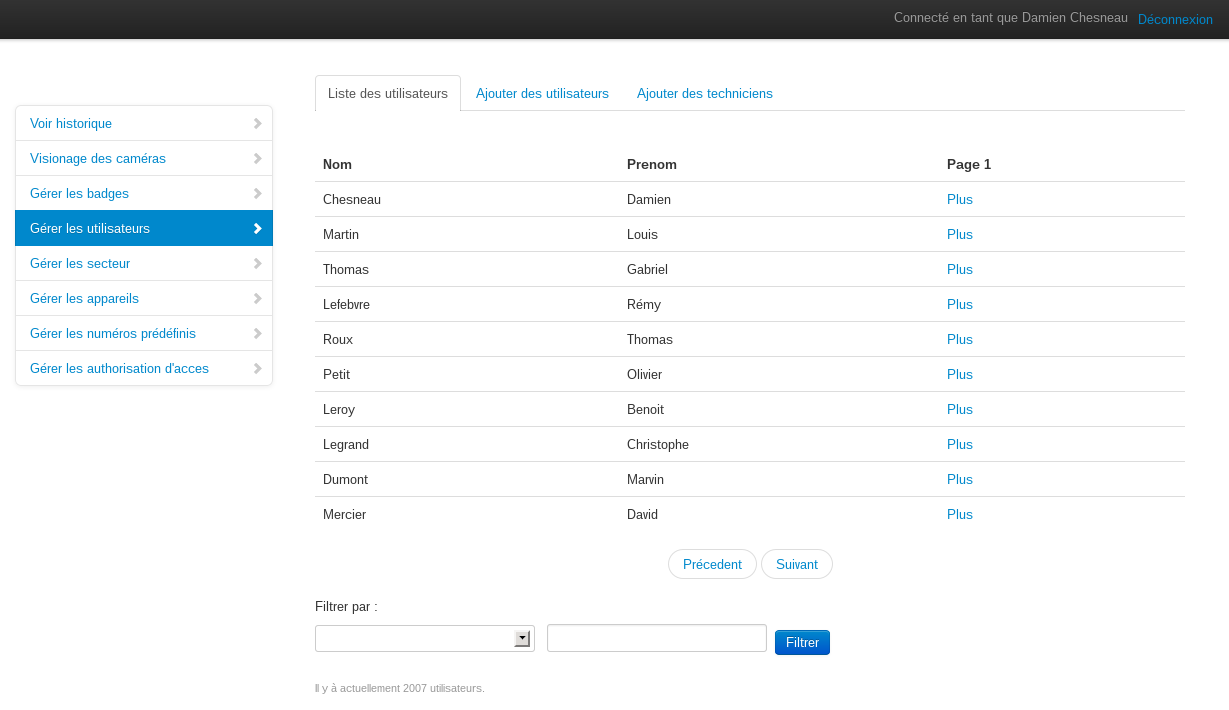 Connecté en tant que Damien Chesneau Déconnexion
Liste des utilisateurs Ajouter des utilisateurs Ajouter des techniciens
Voir historique
Visionage des caméras
Gérer les badges
Gérer les utilisateurs
Gérer les secteur
Gérer les appareils
Gérer les numéros prédéfinis
Gérer les authorisation d'acces
Nom Prenom Page 1
Chesneau Damien Plus
Martin Louis Plus
Thomas Gabriel Plus
Lefebvre Rémy Plus
Roux Thomas Plus
Petit Olivier Plus
Leroy Benoit Plus
Legrand Christophe Plus
Dumont Marvin Plus
Mercier David Plus
Précedent Suivant
Filtrer par :
Filtrer
Il y à actuellement 2007 utilisateurs.